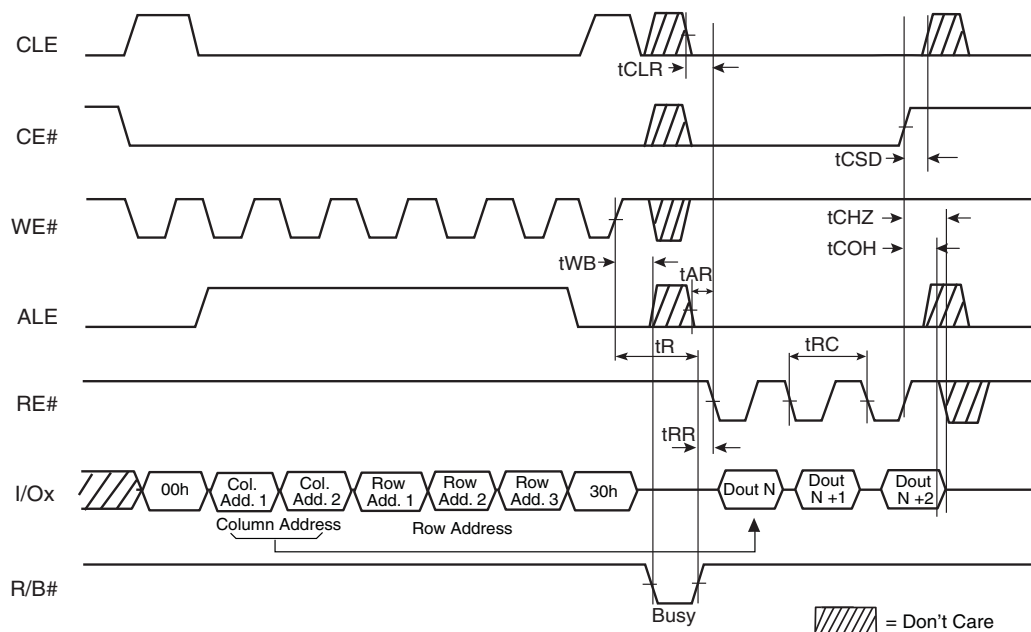 CLE
tCLR
CE#
tCSD
WE#
tCHZ
tCOH
tWB
tAR
ALE
tR
tRC
RE#
tRR
I/Ox
00h
Col. Add. 1
Col. Add. 2
Row Add. 1
Row Add. 2
Row Add. 3
30h
Dout N
Dout N +1
Dout N +2
Column Address
Row Address
R/B#
Busy
= Don't Care